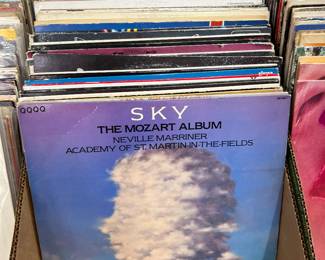 SKY
THE MOZART ALBUM
NEVILLE MARRINER
ACADEMY OF ST. MARTIN-IN-THE-FIELDS